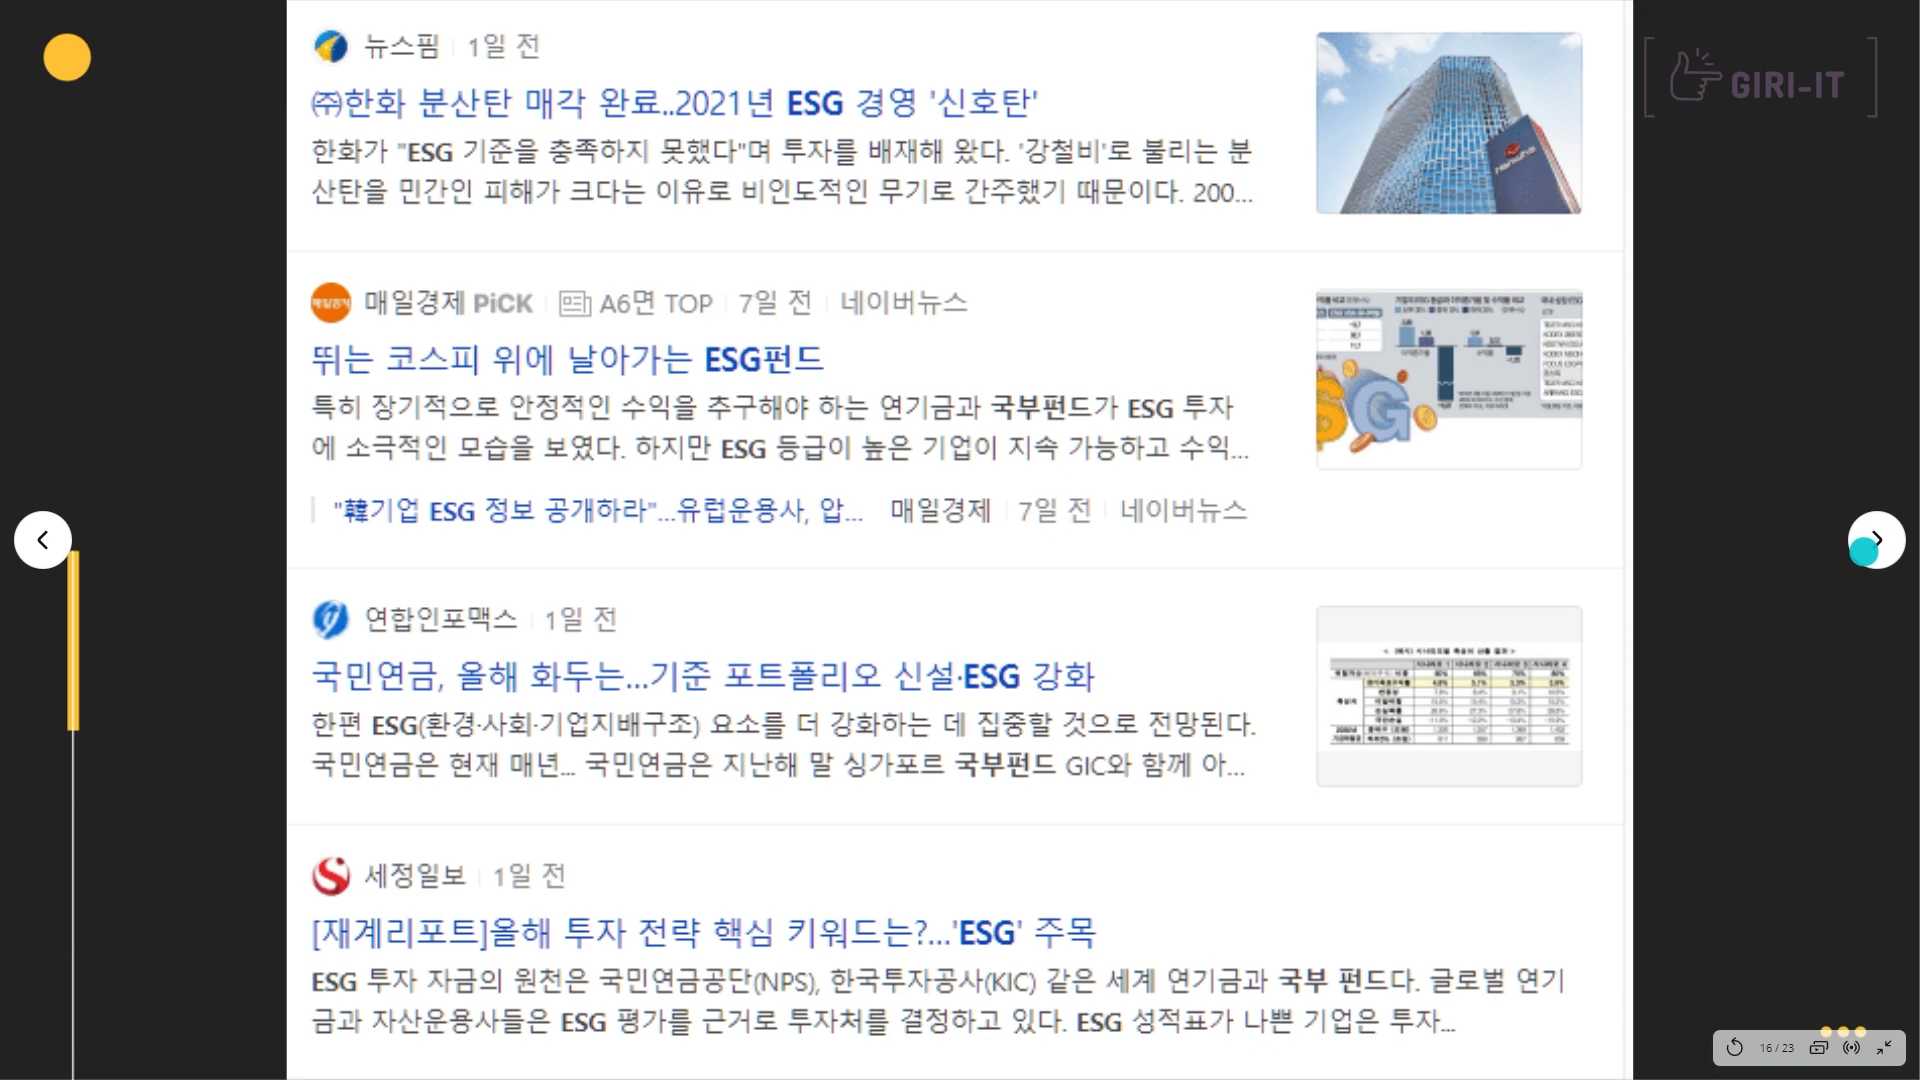 뉴스핌 1일 전
㈜한화 분산탄 매각 완료..2021년 ESG 경영 '신호탄'
한화가 "ESG 기준을 충족하지 못했다"며 투자를 배재해 왔다. '강철비'로 불리는 분
산탄을 민간인 피해가 크다는 이유로 비인도적인 무기로 간주했기 때문이다. 200...
GIRI-IT
매일경제 PiCK A6면 TOP 7일 전 네이버뉴스
뛰는 코스피 위에 날아가는 ESG펀드
특히 장기적으로 안정적인 수익을 추구해야 하는 연기금과 국부펀드가 ESG 투자
에 소극적인 모습을 보였다. 하지만 ESG 등급이 높은 기업이 지속 가능하고 수익...
"韓기업 ESG 정보 공개하라"...유럽운용사, 압... 매일경제 7일 전 네이버뉴스
연합인포맥스 1일 전
국민연금, 올해 화두는...기준 포트폴리오 신설·ESG 강화
한편 ESG(환경·사회·기업지배구조) 요소를 더 강화하는 데 집중할 것으로 전망된다.
국민연금은 현재 매년... 국민연금은 지난해 말 싱가포르 국부펀드 GIC와 함께 아...
세정일보 1일 전
[재계리포트]올해 투자 전략 핵심 키워드는?...'ESG' 주목
ESG 투자 자금의 원천은 국민연금공단(NPS), 한국투자공사(KIC) 같은 세계 연기금과 국부 펀드다. 글로벌 연기
금과 자산운용사들은 ESG 평가를 근거로 투자처를 결정하고 있다. ESG 성적표가 나쁜 기업은 투자...
16 / 23